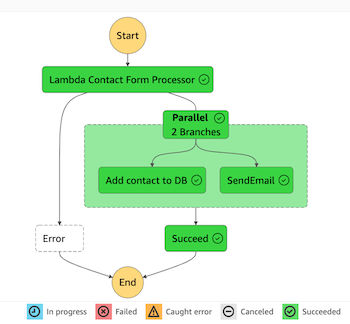 Start
Lambda Contact Form Processor
Parallel
2 Branches
Add contact to DB
SendEmail
Error
Succeed
End
In progress
Failed
Caught error
Canceled
Succeeded